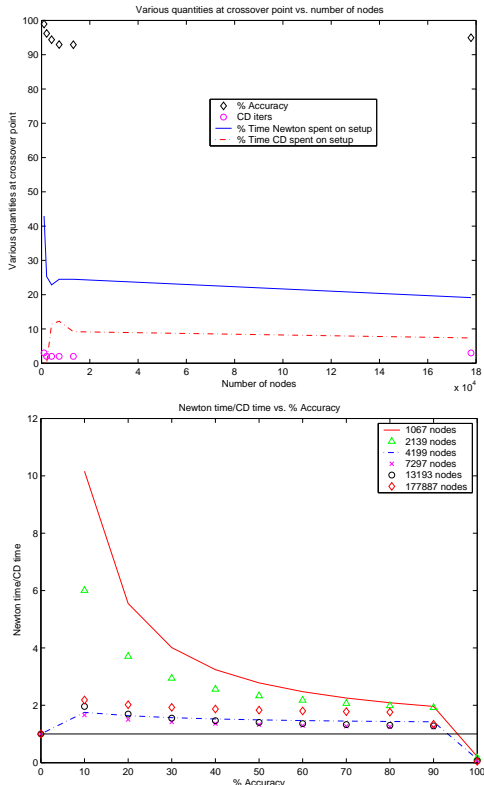 Various quantities at crossover point vs. number of nodes
100
90
80
70
60
50
40
30
20
10
0
Various quantities at crossover point
% Accuracy
CD iters
% Time Newton spent on setup
% Time CD spent on setup
0 2 4 6 8 10 12 14 16 18
x 10⁴
Number of nodes
Newton time/CD time vs. % Accuracy
12
10
8
6
4
2
0
Newton time/CD time
1067 nodes
2139 nodes
4199 nodes
7297 nodes
13193 nodes
177887 nodes
0 10 20 30 40 50 60 70 80 90 100
% Accuracy